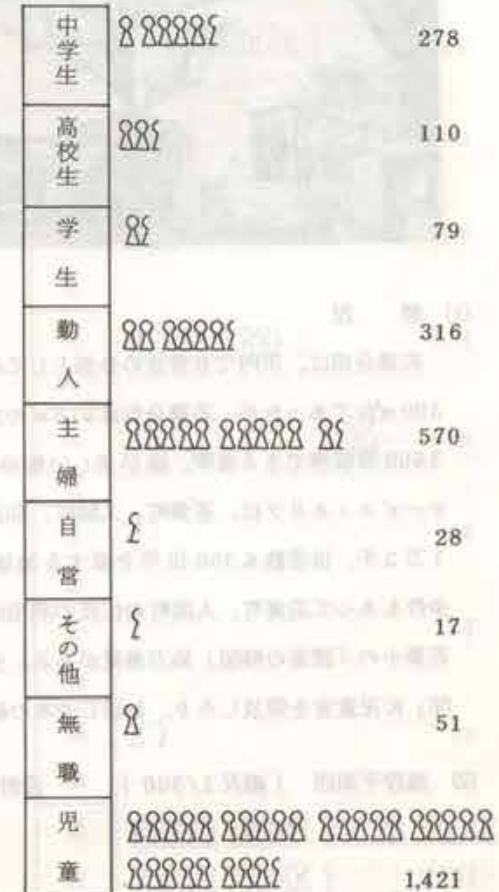 中学生 278
高校生 110
学生 79
勤人 316
主婦 570
自営 28
その他 17
無職 51
児童 1,421